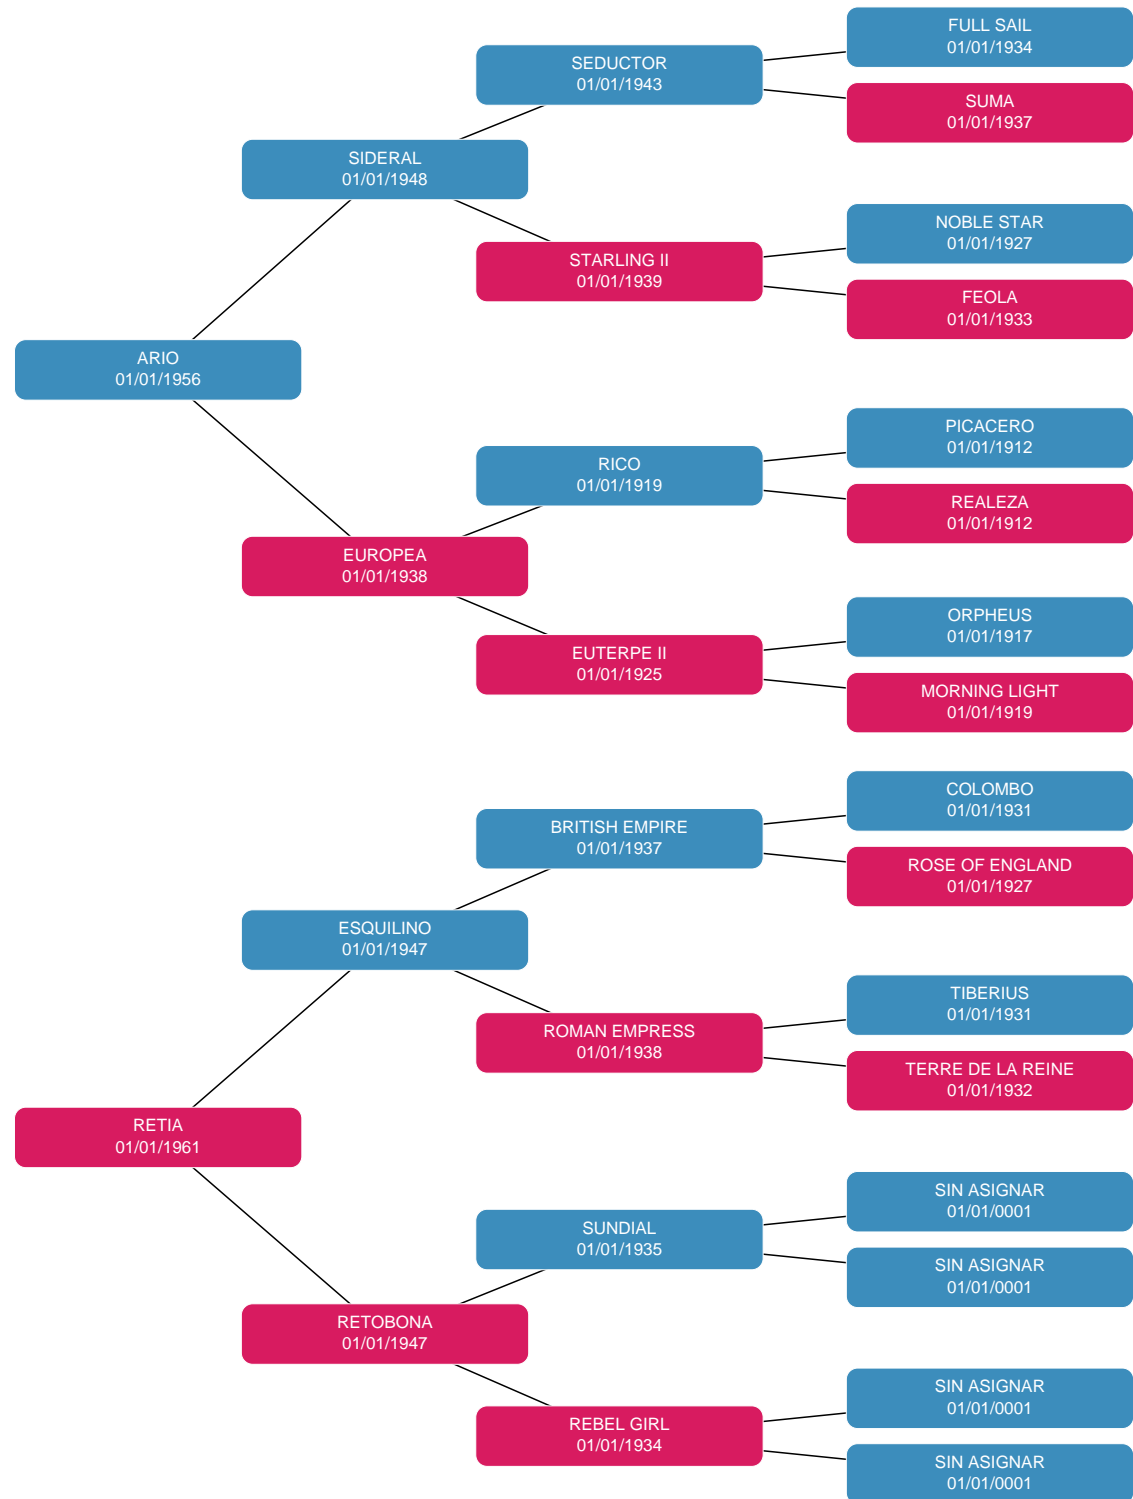 FULL SAIL
01/01/1934
SEDUCTOR
01/01/1943
SUMA
01/01/1937
SIDERAL
01/01/1948
NOBLE STAR
01/01/1927
STARLING II
01/01/1939
FEOLA
01/01/1933
ARIO
01/01/1956
PICACERO
01/01/1912
RICO
01/01/1919
REALEZA
01/01/1912
EUROPEA
01/01/1938
ORPHEUS
01/01/1917
EUTERPE II
01/01/1925
MORNING LIGHT
01/01/1919
COLOMBO
01/01/1931
BRITISH EMPIRE
01/01/1937
ROSE OF ENGLAND
01/01/1927
ESQUILINO
01/01/1947
TIBERIUS
01/01/1931
ROMAN EMPRESS
01/01/1938
TERRE DE LA REINE
01/01/1932
RETIA
01/01/1961
SIN ASIGNAR
01/01/0001
SUNDIAL
01/01/1935
SIN ASIGNAR
01/01/0001
RETOBONA
01/01/1947
SIN ASIGNAR
01/01/0001
REBEL GIRL
01/01/1934
SIN ASIGNAR
01/01/0001